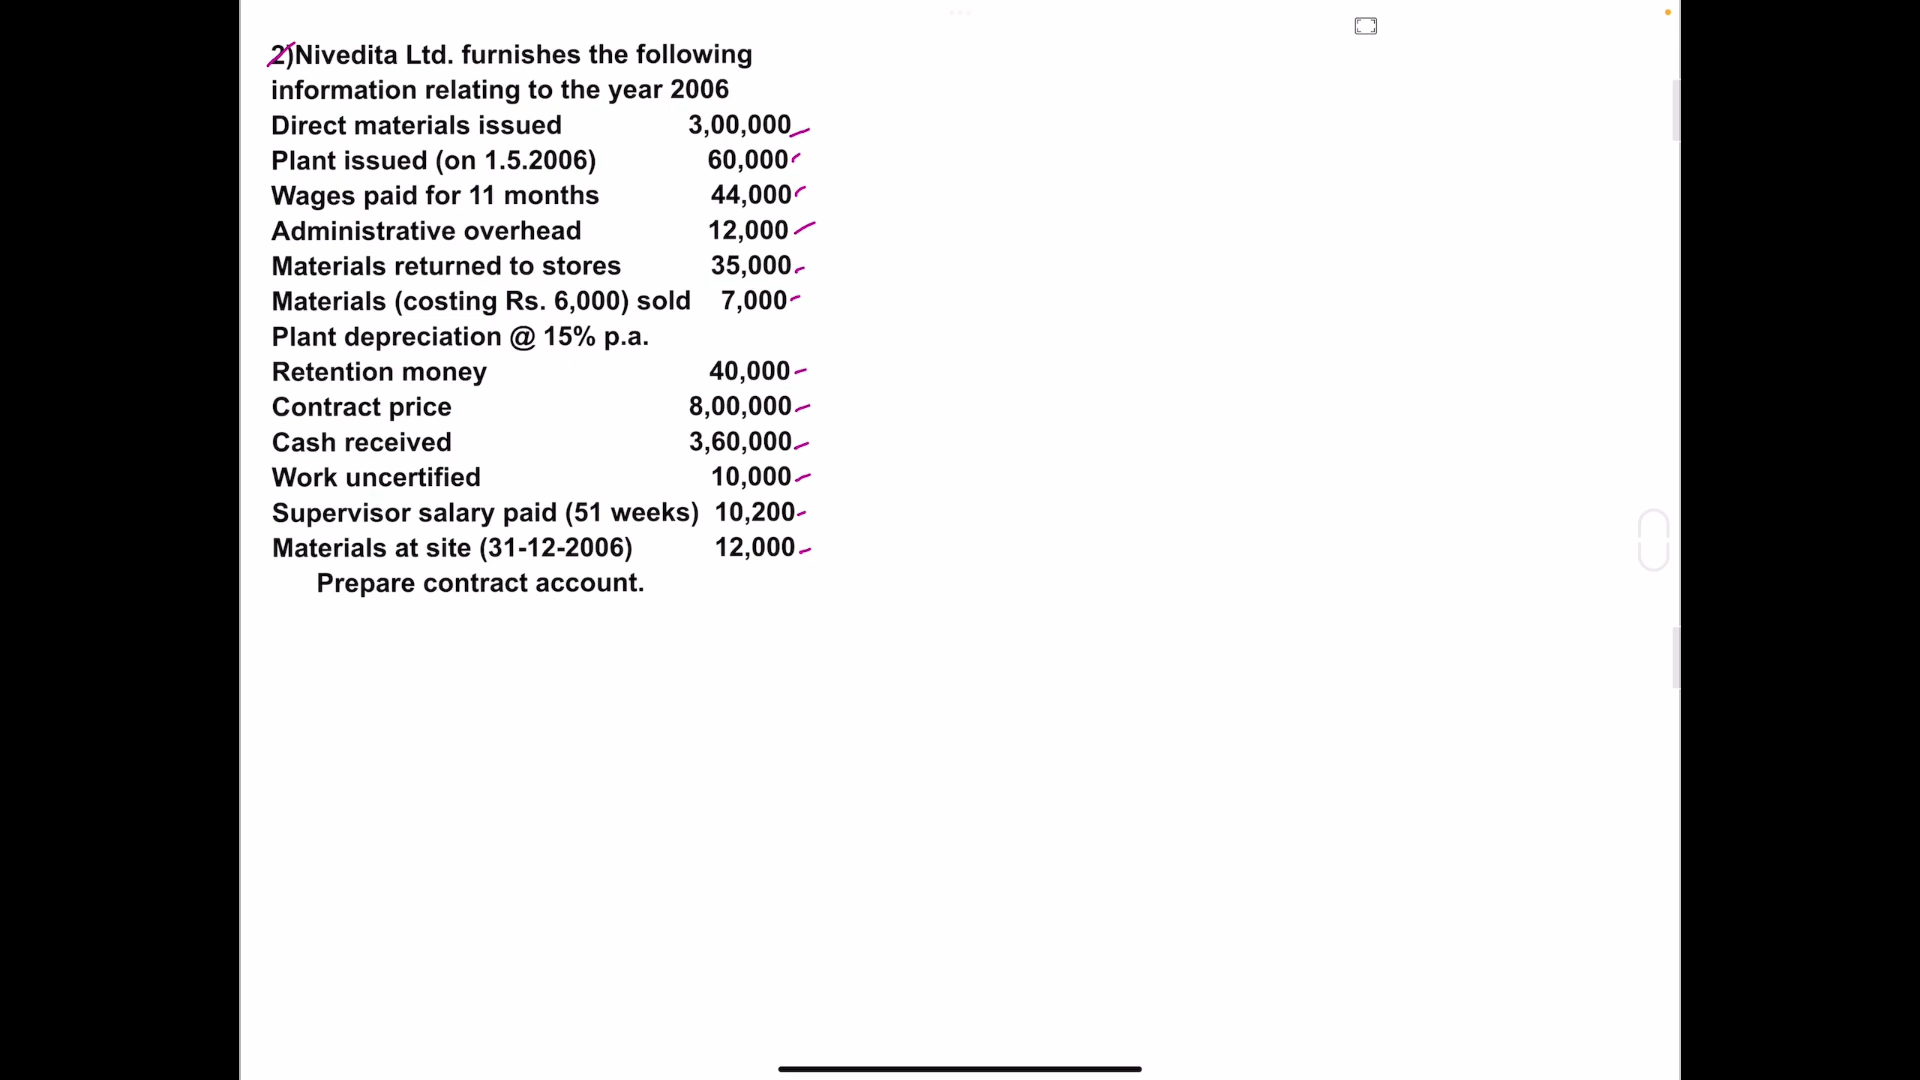 2)Nivedita Ltd. furnishes the following
information relating to the year 2006
Direct materials issued 3,00,000
Plant issued (on 1.5.2006) 60,000
Wages paid for 11 months 44,000
Administrative overhead 12,000
Materials returned to stores 35,000
Materials (costing Rs. 6,000) sold 7,000
Plant depreciation @ 15% p.a.
Retention money 40,000
Contract price 8,00,000
Cash received 3,60,000
Work uncertified 10,000
Supervisor salary paid (51 weeks) 10,200
Materials at site (31-12-2006) 12,000
Prepare contract account.